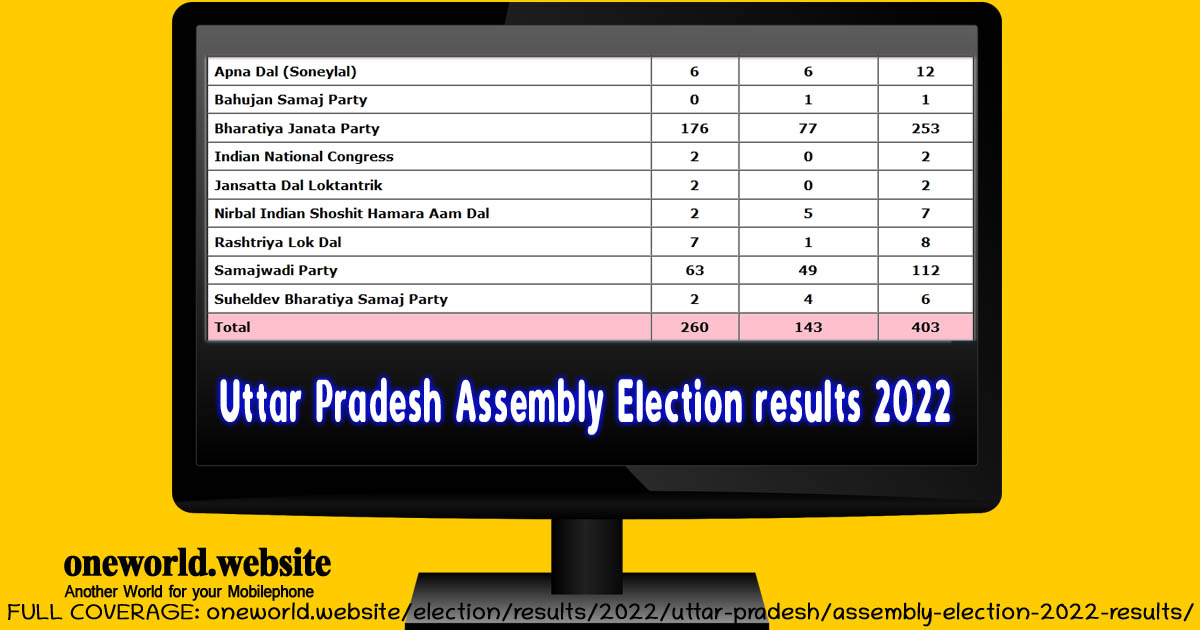 Apna Dal (Soneylal) 6 6 12
Bahujan Samaj Party 0 1 1
Bharatiya Janata Party 176 77 253
Indian National Congress 2 0 2
Jansatta Dal Loktantrik 2 0 2
Nirbal Indian Shoshit Hamara Aam Dal 2 5 7
Rashtriya Lok Dal 7 1 8
Samajwadi Party 63 49 112
Suheldev Bharatiya Samaj Party 2 4 6
Total 260 143 403
Uttar Pradesh Assembly Election results 2022
oneworld.website
Another World for your Mobilephone
FULL COVERAGE: oneworld.website/election/results/2022/uttar-pradesh/assembly-election-2022-results/